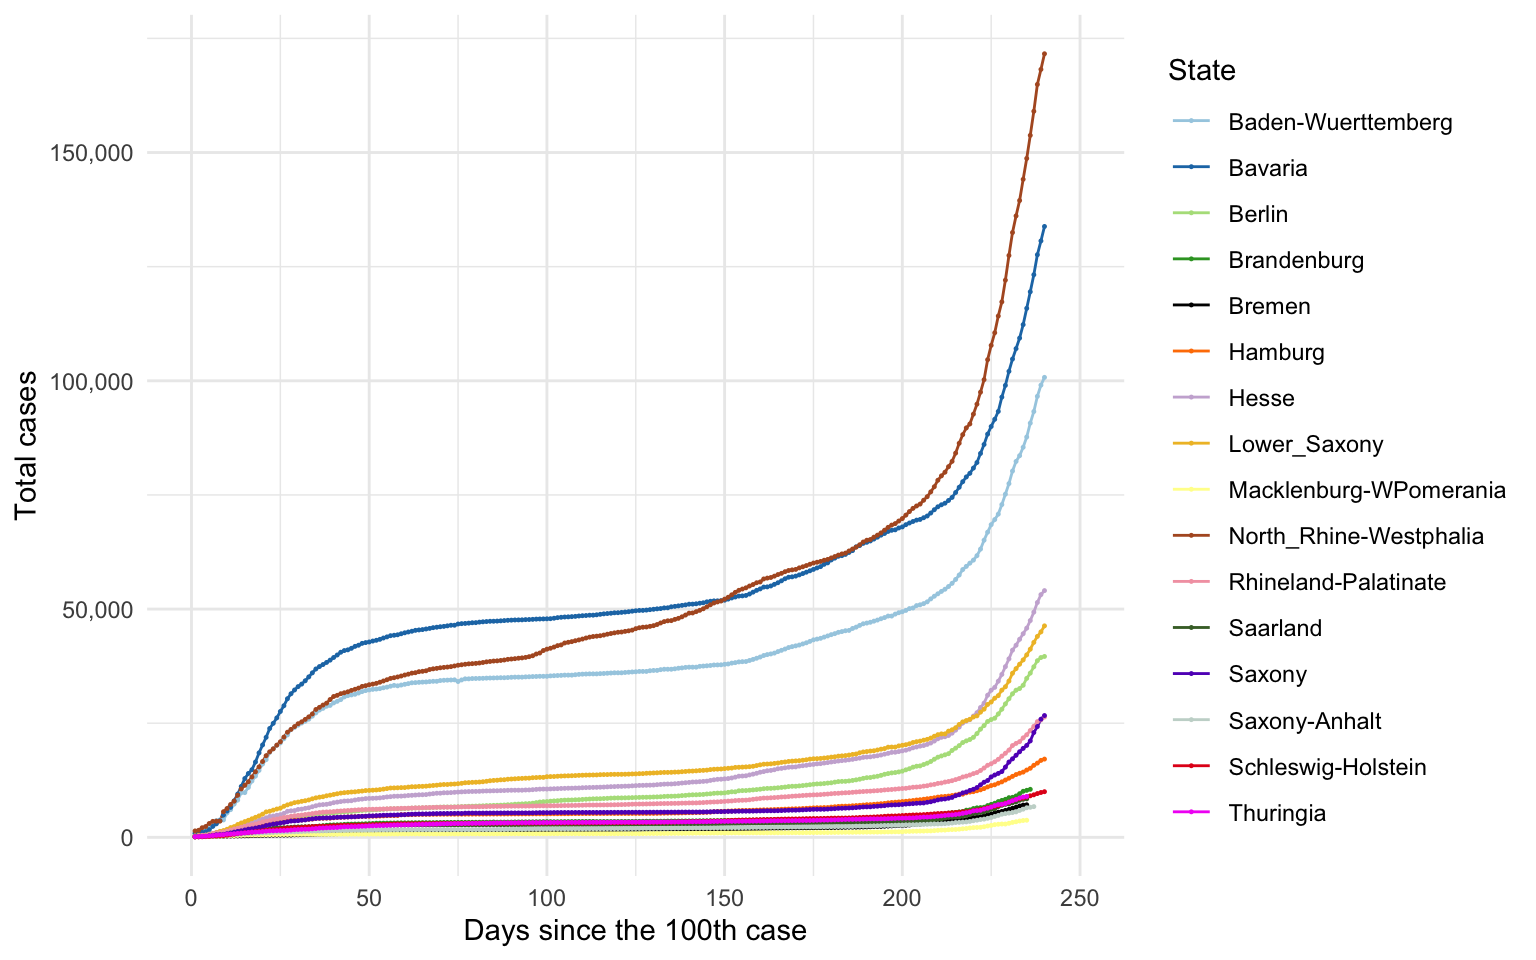 State
Baden-Wuerttemberg
Bavaria
Berlin
Brandenburg
Bremen
Hamburg
Hesse
Lower_Saxony
Macklenburg-WPomerania
North_Rhine-Westphalia
Rhineland-Palatinate
Saarland
Saxony
Saxony-Anhalt
Schleswig-Holstein
Thuringia
Total cases
150,000
100,000
50,000
0
0 50 100 150 200 250
Days since the 100th case